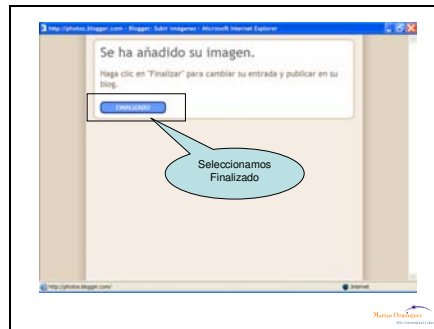 http://photos.blogger.com - Blogger: Subir imágenes - Microsoft Internet Explorer
Se ha añadido su imagen.
Haga clic en "Finalizar" para cambiar su entrada y publicar en su
blog.
FINALIZADO
Seleccionamos
Finalizado
http://photos.blogger.com/
Internet